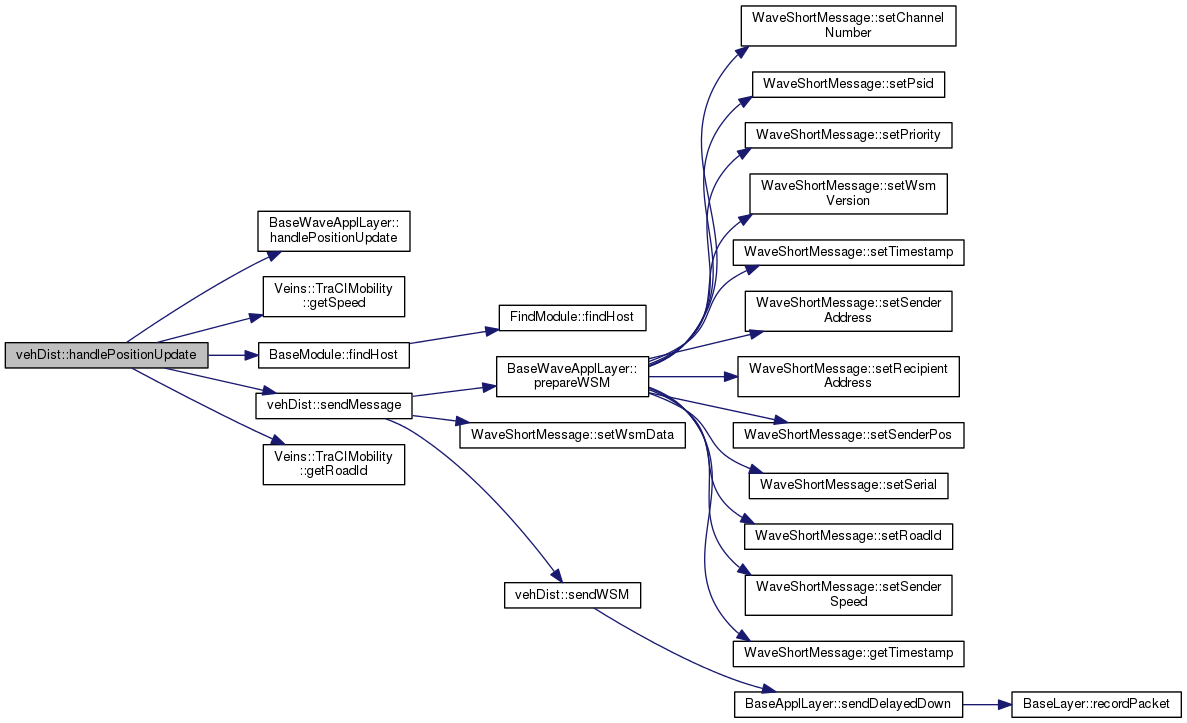 WaveShortMessage::setChannel
Number
WaveShortMessage::setPsid
WaveShortMessage::setPriority
WaveShortMessage::setWsm
Version
BaseWaveApplLayer::
handlePositionUpdate
WaveShortMessage::setTimestamp
Veins::TraCIMobility
::getSpeed
FindModule::findHost
WaveShortMessage::setSender
Address
vehDist::handlePositionUpdate
BaseModule::findHost
BaseWaveApplLayer::
prepareWSM
WaveShortMessage::setRecipient
Address
vehDist::sendMessage
WaveShortMessage::setWsmData
WaveShortMessage::setSenderPos
Veins::TraCIMobility
::getRoadId
WaveShortMessage::setSerial
WaveShortMessage::setRoadId
vehDist::sendWSM
WaveShortMessage::setSender
Speed
WaveShortMessage::getTimestamp
BaseApplLayer::sendDelayedDown
BaseLayer::recordPacket